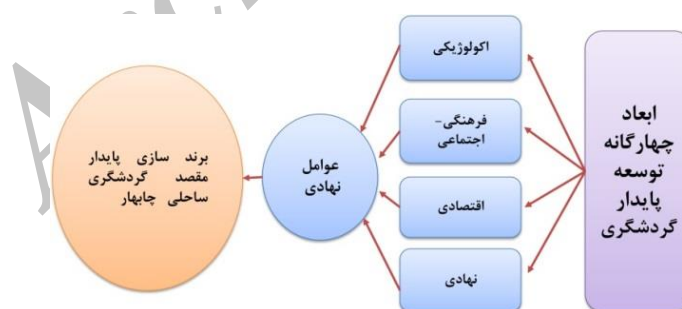 ابعاد
چهارگانه
توسعه
پایدار
گردشگری
اکولوژیکی
فرهنگی-
اجتماعی
اقتصادی
نهادی
عوامل
نهادی
برند سازی پایدار
مقصد گردشگری
ساحلی چابهار